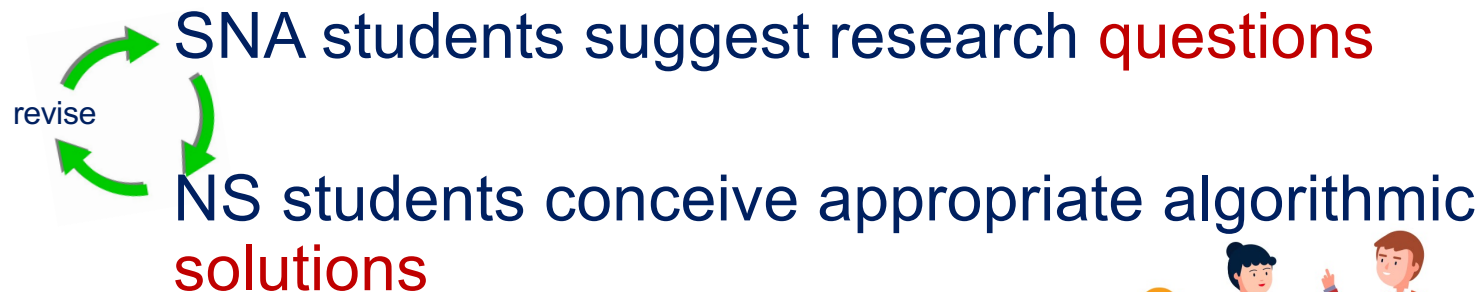 SNA students suggest research questions
revise
NS students conceive appropriate algorithmic
solutions